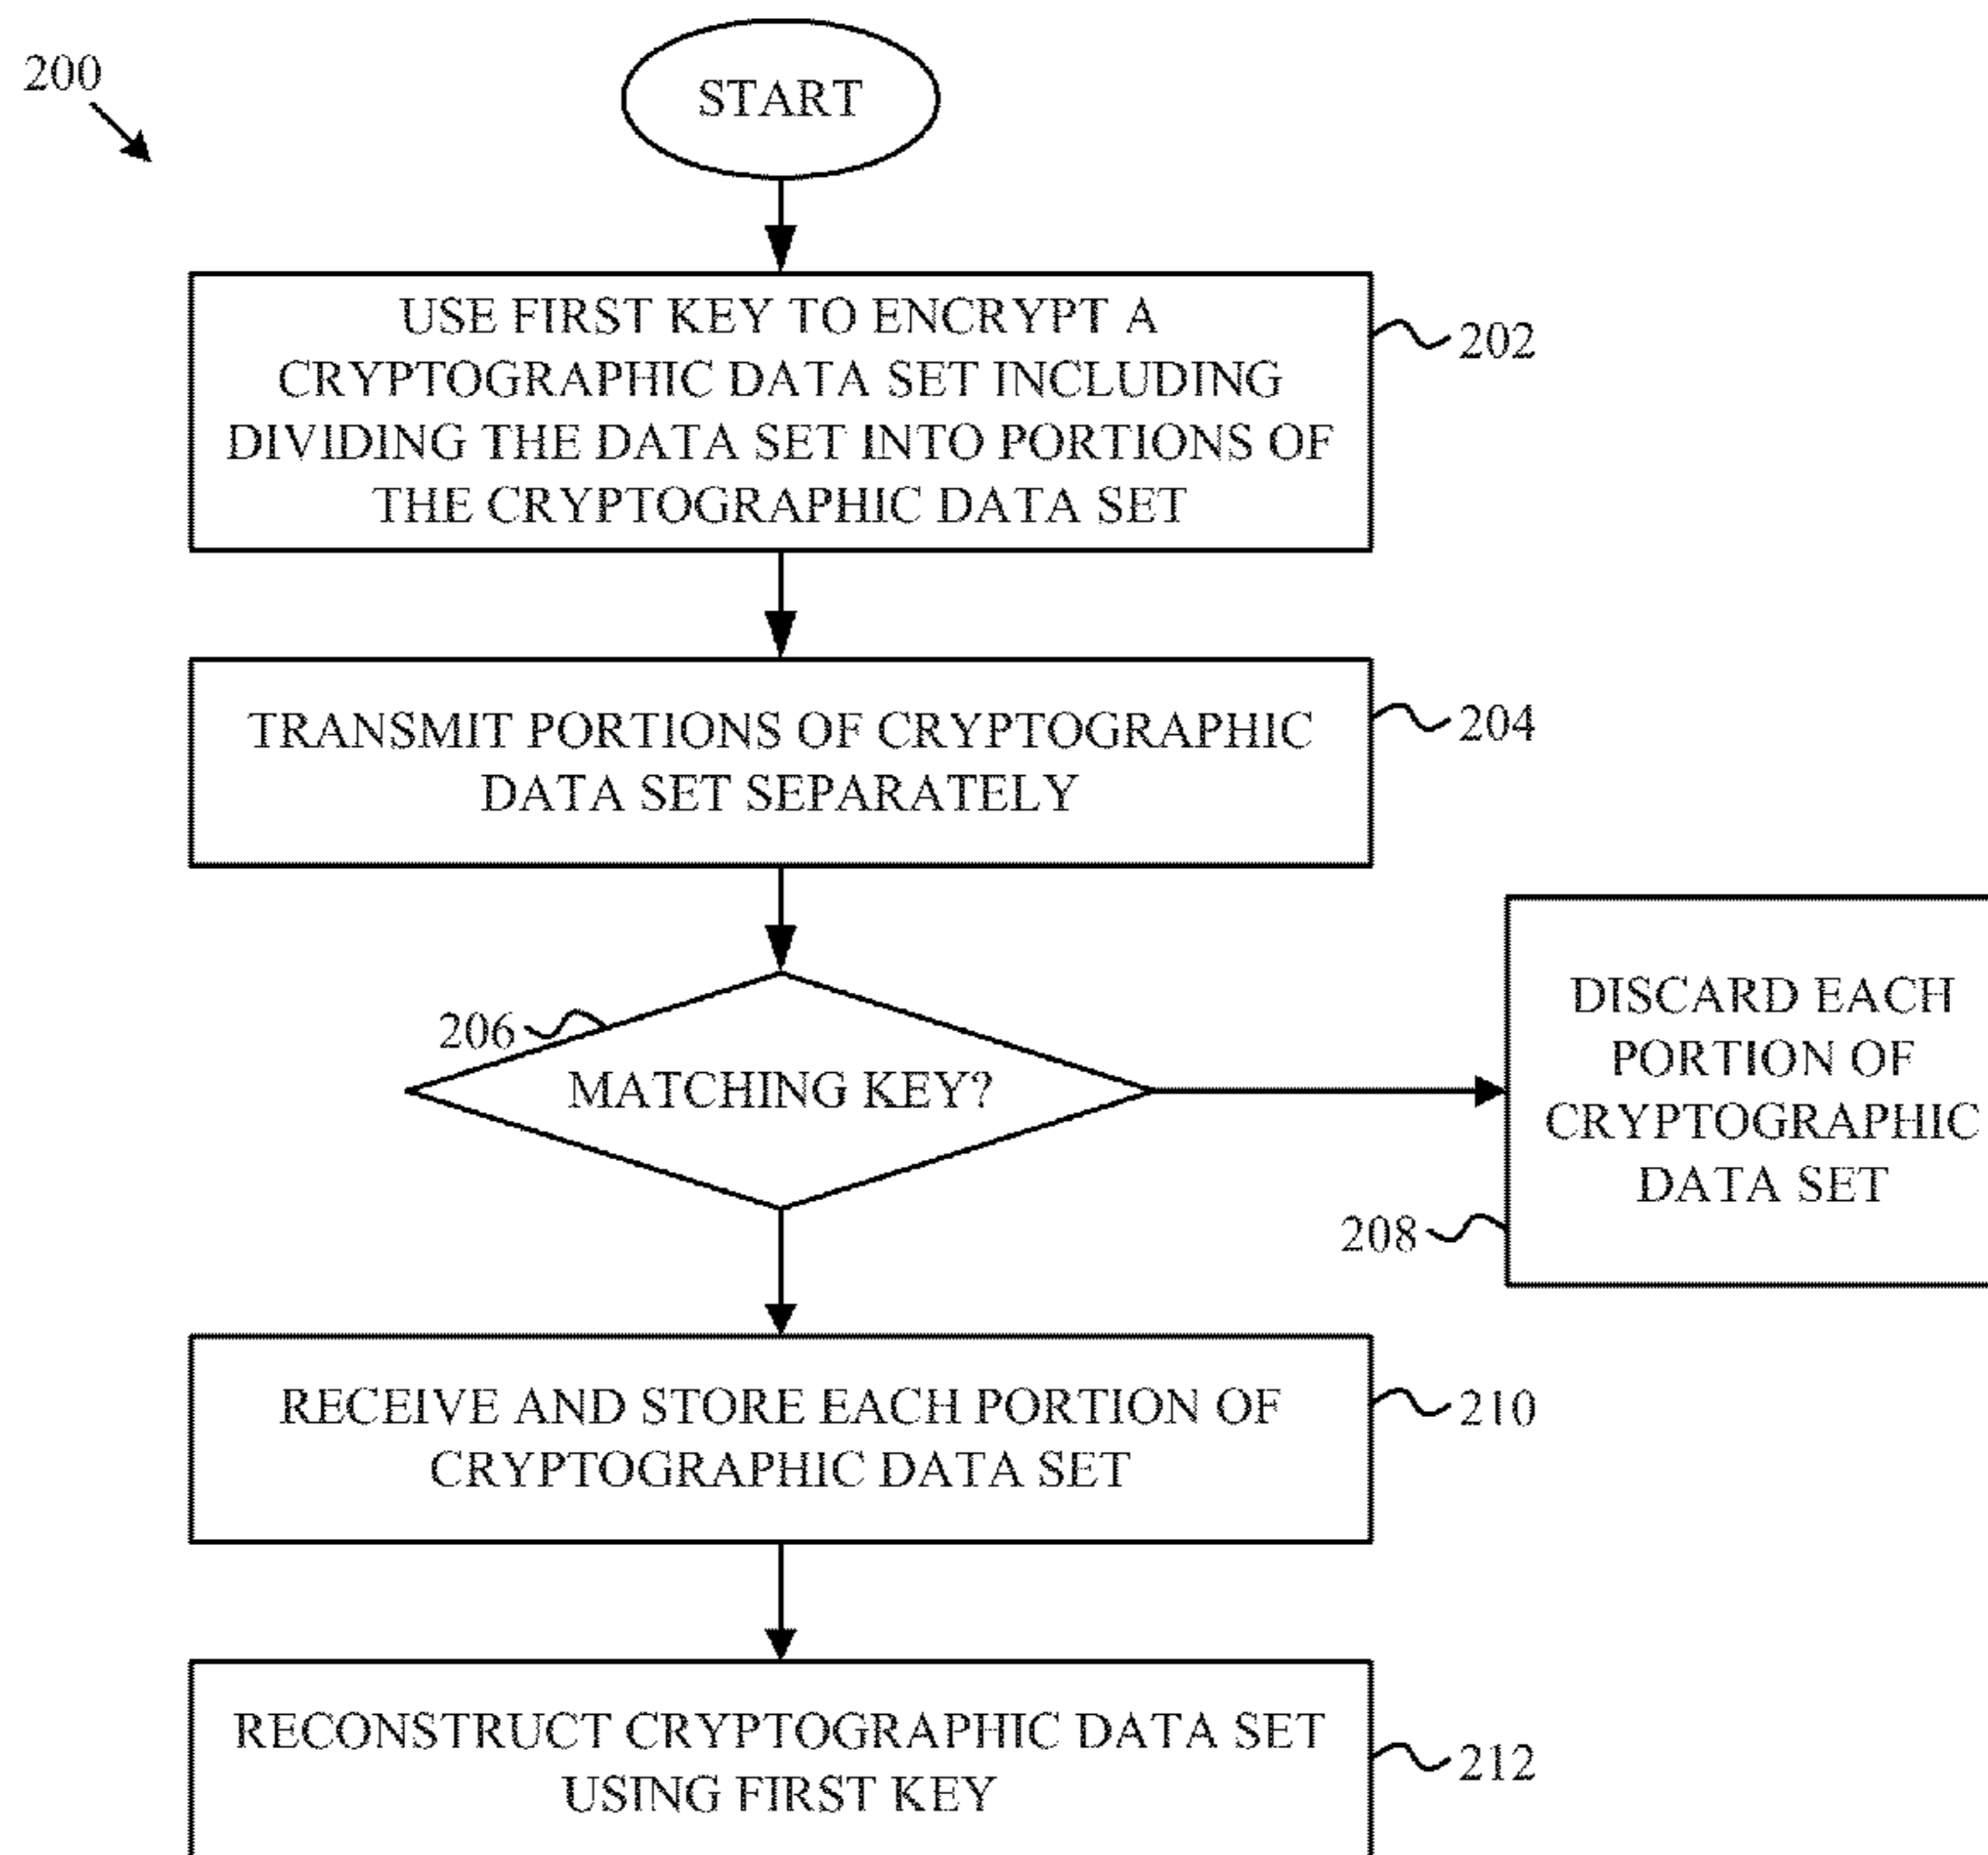 200
START
USE FIRST KEY TO ENCRYPT A
CRYPTOGRAPHIC DATA SET INCLUDING
DIVIDING THE DATA SET INTO PORTIONS OF
THE CRYPTOGRAPHIC DATA SET
202
TRANSMIT PORTIONS OF CRYPTOGRAPHIC
DATA SET SEPARATELY
204
206
MATCHING KEY?
DISCARD EACH
PORTION OF
CRYPTOGRAPHIC
DATA SET
208
RECEIVE AND STORE EACH PORTION OF
CRYPTOGRAPHIC DATA SET
210
RECONSTRUCT CRYPTOGRAPHIC DATA SET
USING FIRST KEY
212